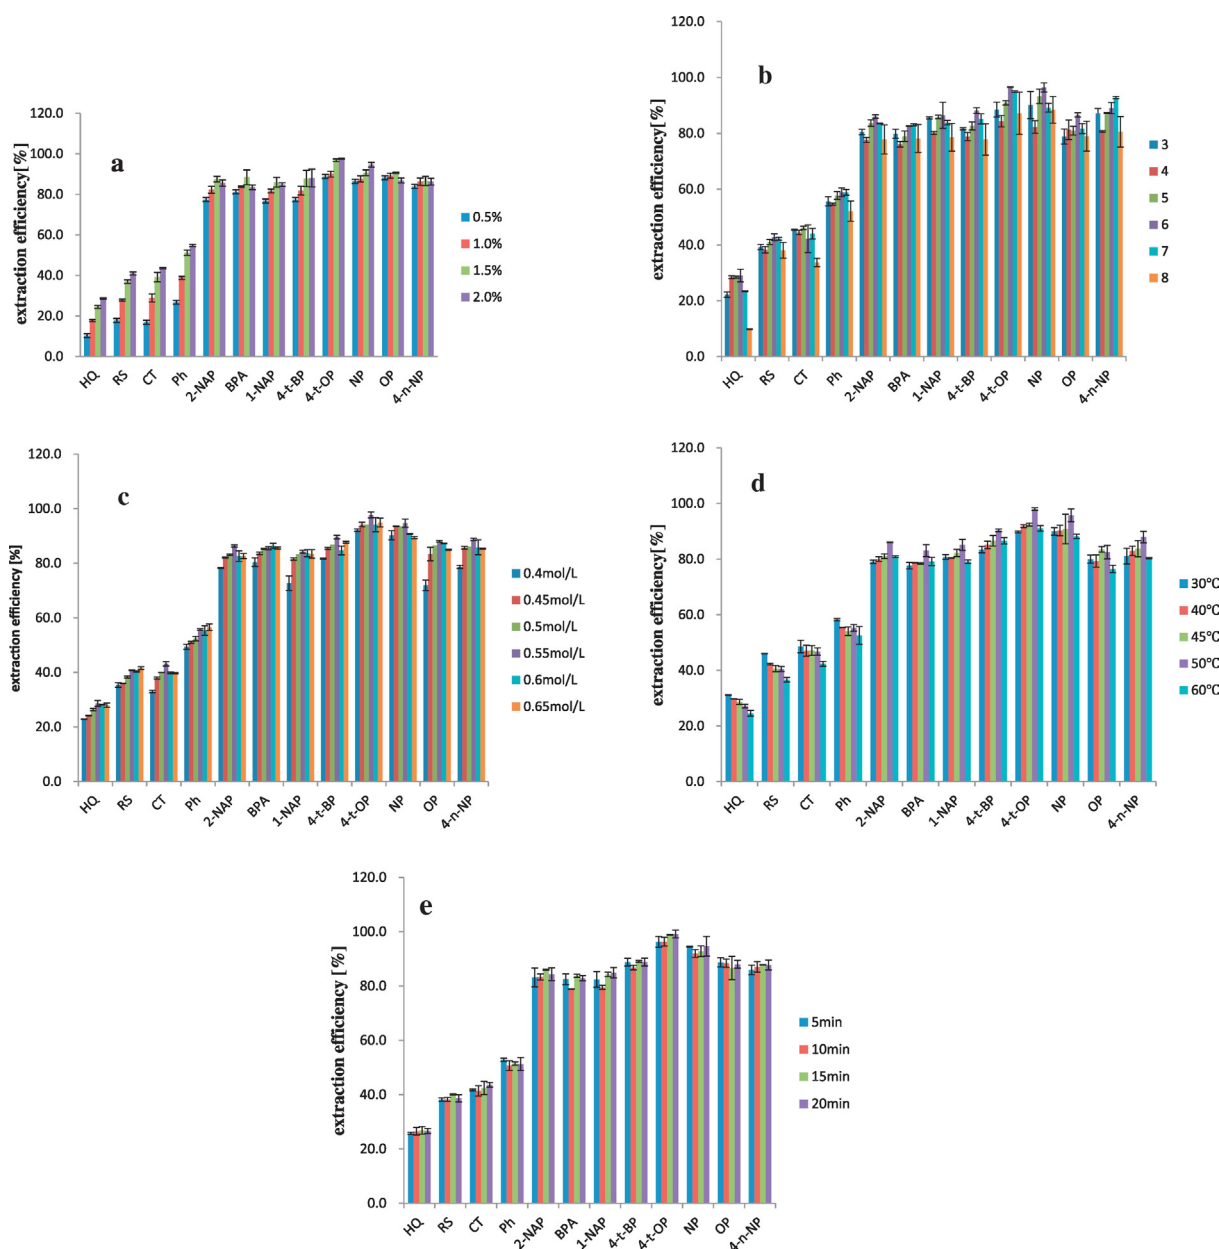 a
extraction efficiency[%]
120.0
100.0
80.0
60.0
40.0
20.0
0.0
HQ RS CT Ph 2-NAP BPA 1-NAP 4-t-BP 4-t-OP NP OP 4-n-NP
0.5%
1.0%
1.5%
2.0%
b
extraction efficiency[%]
120.0
100.0
80.0
60.0
40.0
20.0
0.0
HQ RS CT Ph 2-NAP BPA 1-NAP 4-t-BP 4-t-OP NP OP 4-n-NP
3
4
5
6
7
8
c
extraction efficiency [%]
120.0
100.0
80.0
60.0
40.0
20.0
0.0
HQ RS CT Ph 2-NAP BPA 1-NAP 4-t-BP 4-t-OP NP OP 4-n-NP
0.4mol/L
0.45mol/L
0.5mol/L
0.55mol/L
0.6mol/L
0.65mol/L
d
extraction efficiency[%]
120.0
100.0
80.0
60.0
40.0
20.0
0.0
HQ RS CT Ph 2-NAP BPA 1-NAP 4-t-BP 4-t-OP NP OP 4-n-NP
30℃
40℃
45℃
50℃
60℃
e
extraction efficiency [%]
120.0
100.0
80.0
60.0
40.0
20.0
0.0
HQ RS CT Ph 2-NAP BPA 1-NAP 4-t-BP 4-t-OP NP OP 4-n-NP
5min
10min
15min
20min